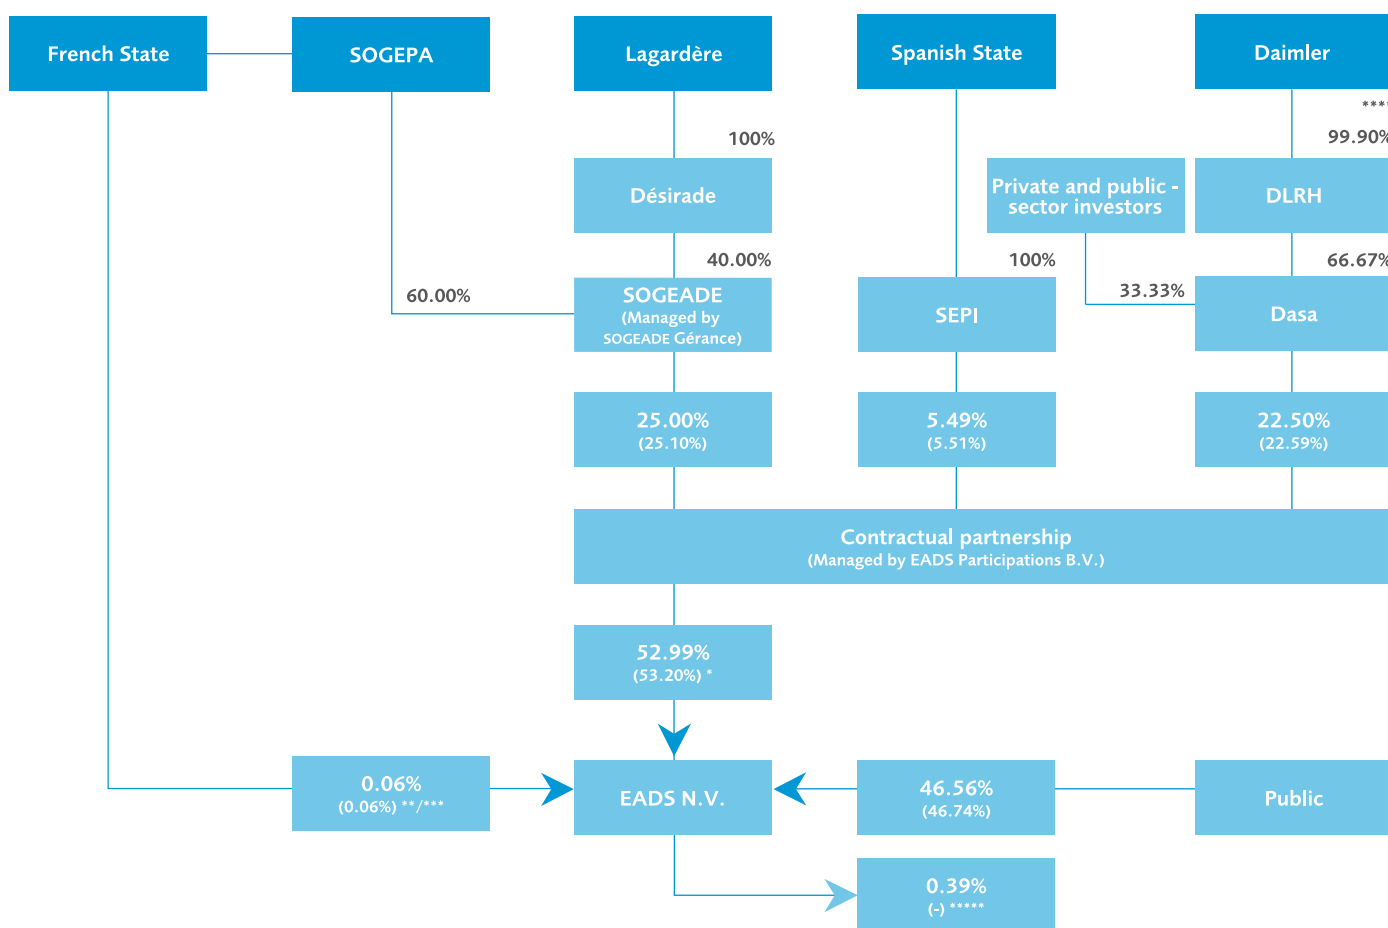 French State
SOGEPA
Lagardère
Spanish State
Daimler
****
100%
99.90%
Désirade
Private and public -
sector investors
DLRH
40.00%
100%
66.67%
60.00%
33.33%
SOGEADE
(Managed by
SOGEADE Gérance)
SEPI
Dasa
25.00%
(25.10%)
5.49%
(5.51%)
22.50%
(22.59%)
Contractual partnership
(Managed by EADS Participations B.V.)
52.99%
(53.20%) *
0.06%
(0.06%) **/***
EADS N.V.
46.56%
(46.74%)
Public
0.39%
(-) *****